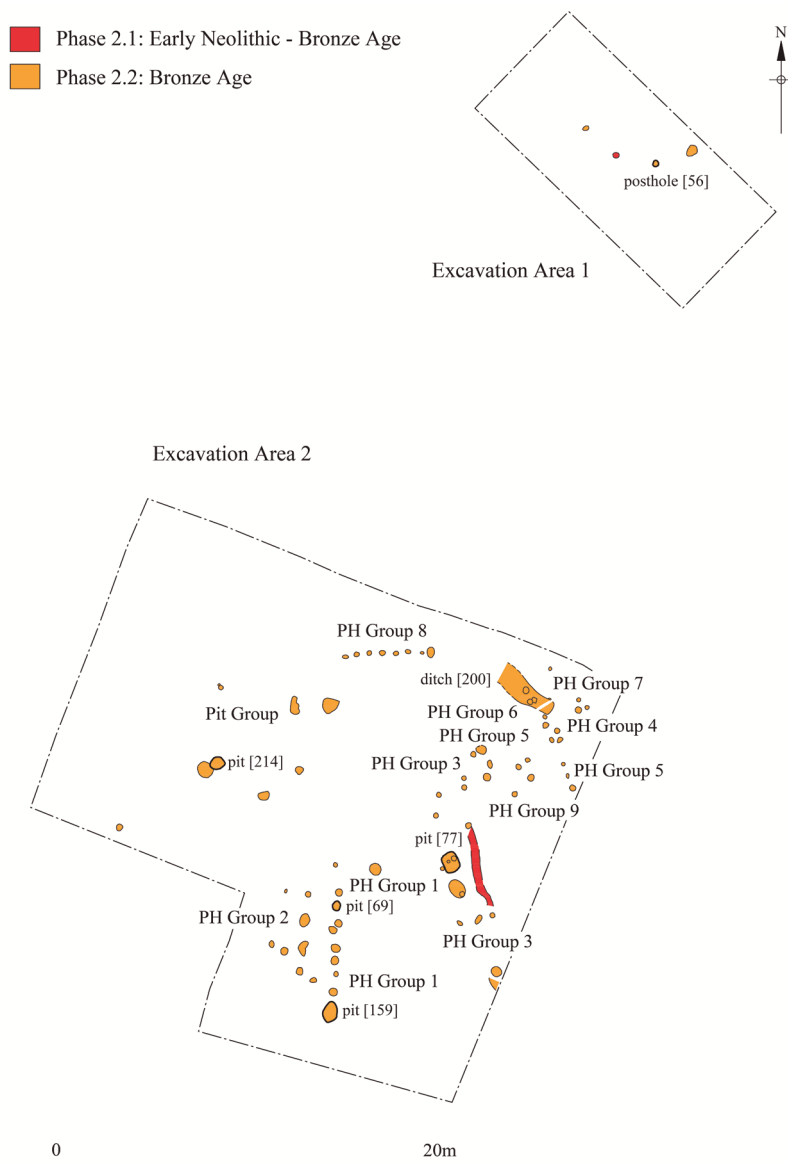 Phase 2.1: Early Neolithic - Bronze Age
Phase 2.2: Bronze Age
N
posthole [56]
Excavation Area 1
Excavation Area 2
PH Group 8
ditch [200]
PH Group 7
Pit Group
PH Group 6
PH Group 4
PH Group 5
pit [214]
PH Group 3
PH Group 5
PH Group 9
pit [77]
PH Group 1
pit [69]
PH Group 2
PH Group 3
PH Group 1
pit [159]
0
20m